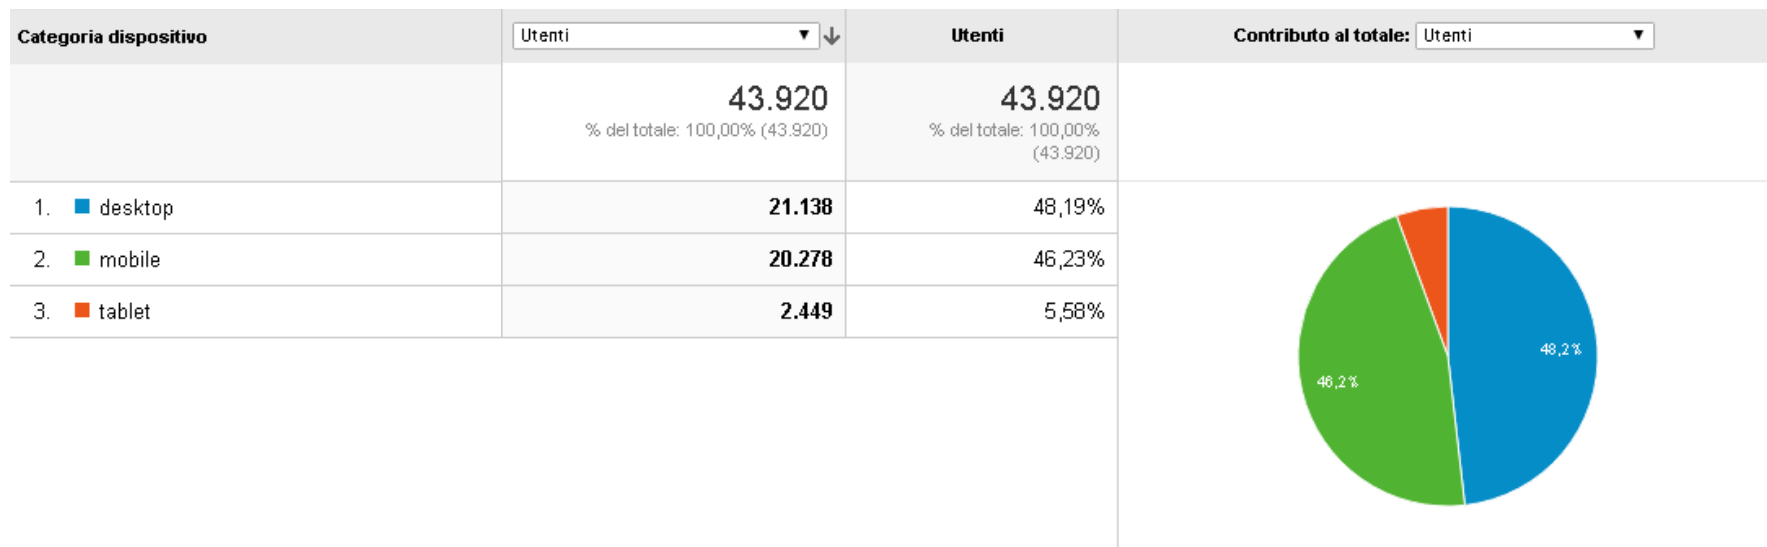 Categoria dispositivo Utenti Utenti Contributo al totale: Utenti
43.920 43.920
% del totale: 100,00% (43.920) % del totale: 100,00%
(43.920)
1. desktop 21.138 48,19%
2. mobile 20.278 46,23%
3. tablet 2.449 5,58%
48,2%
46,2%